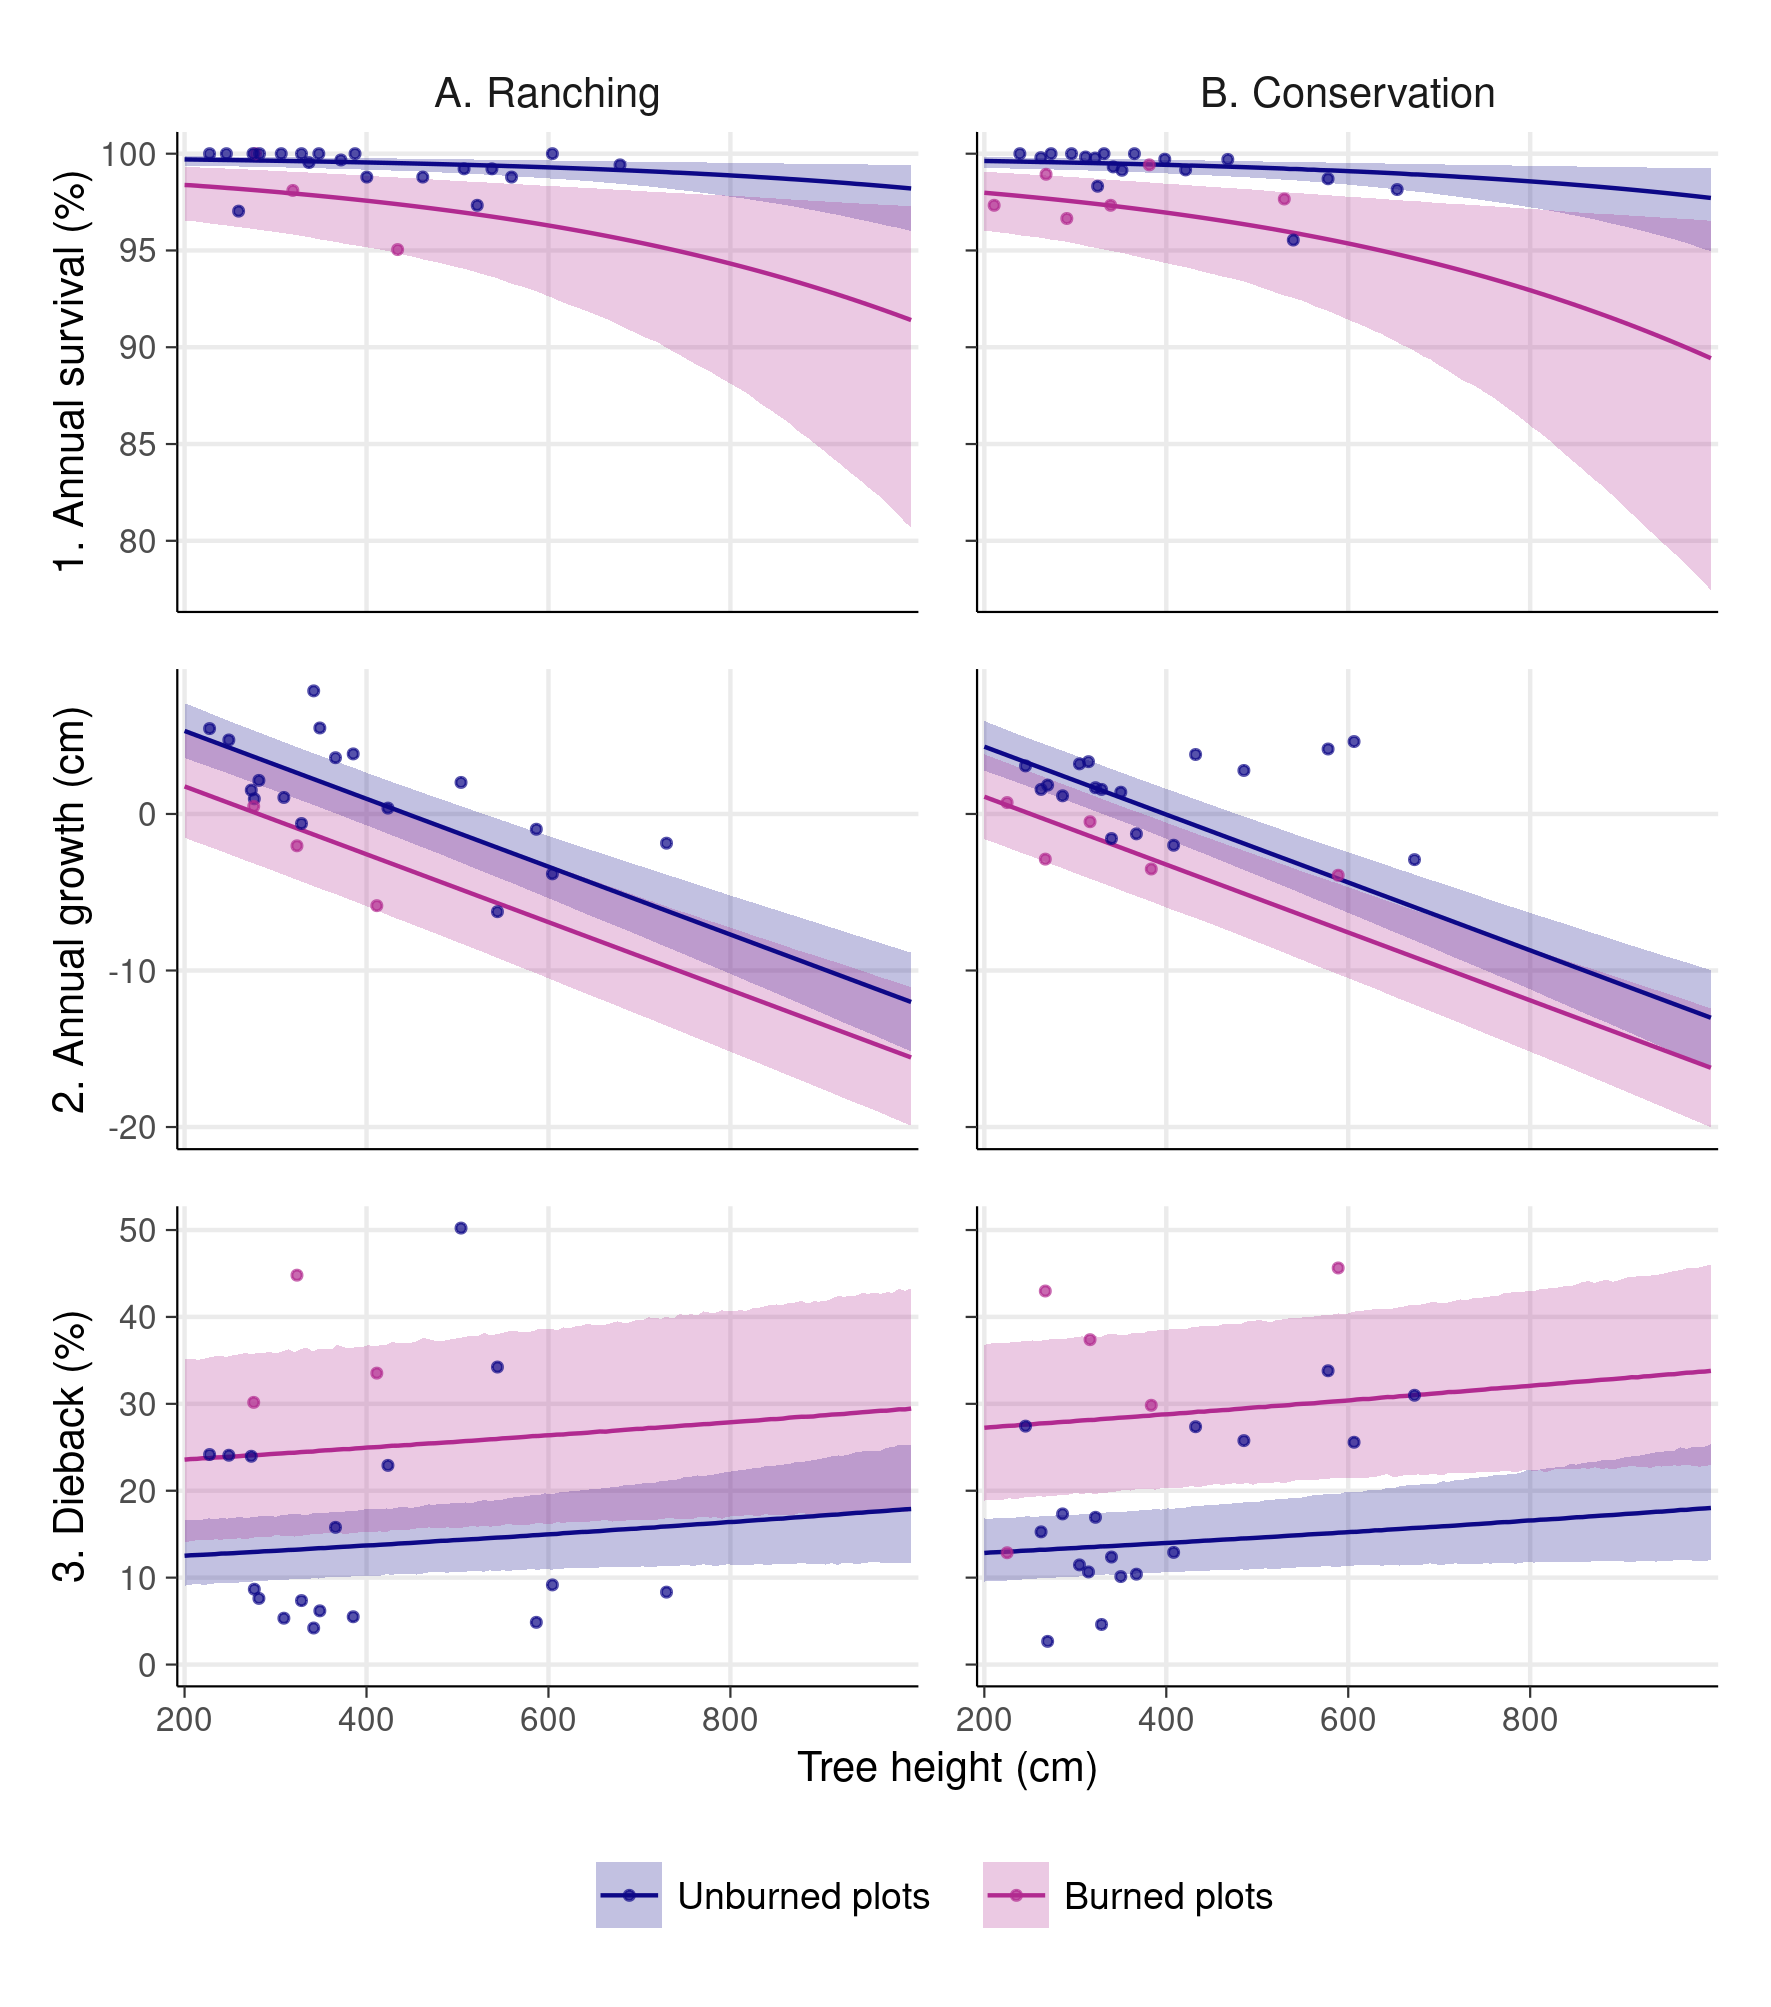 A. Ranching
B. Conservation
1. Annual survival (%)
100
95
90
85
80
2. Annual growth (cm)
0
-10
-20
3. Dieback (%)
50
40
30
20
10
0
200 400 600 800
200 400 600 800
Tree height (cm)
Unburned plots
Burned plots